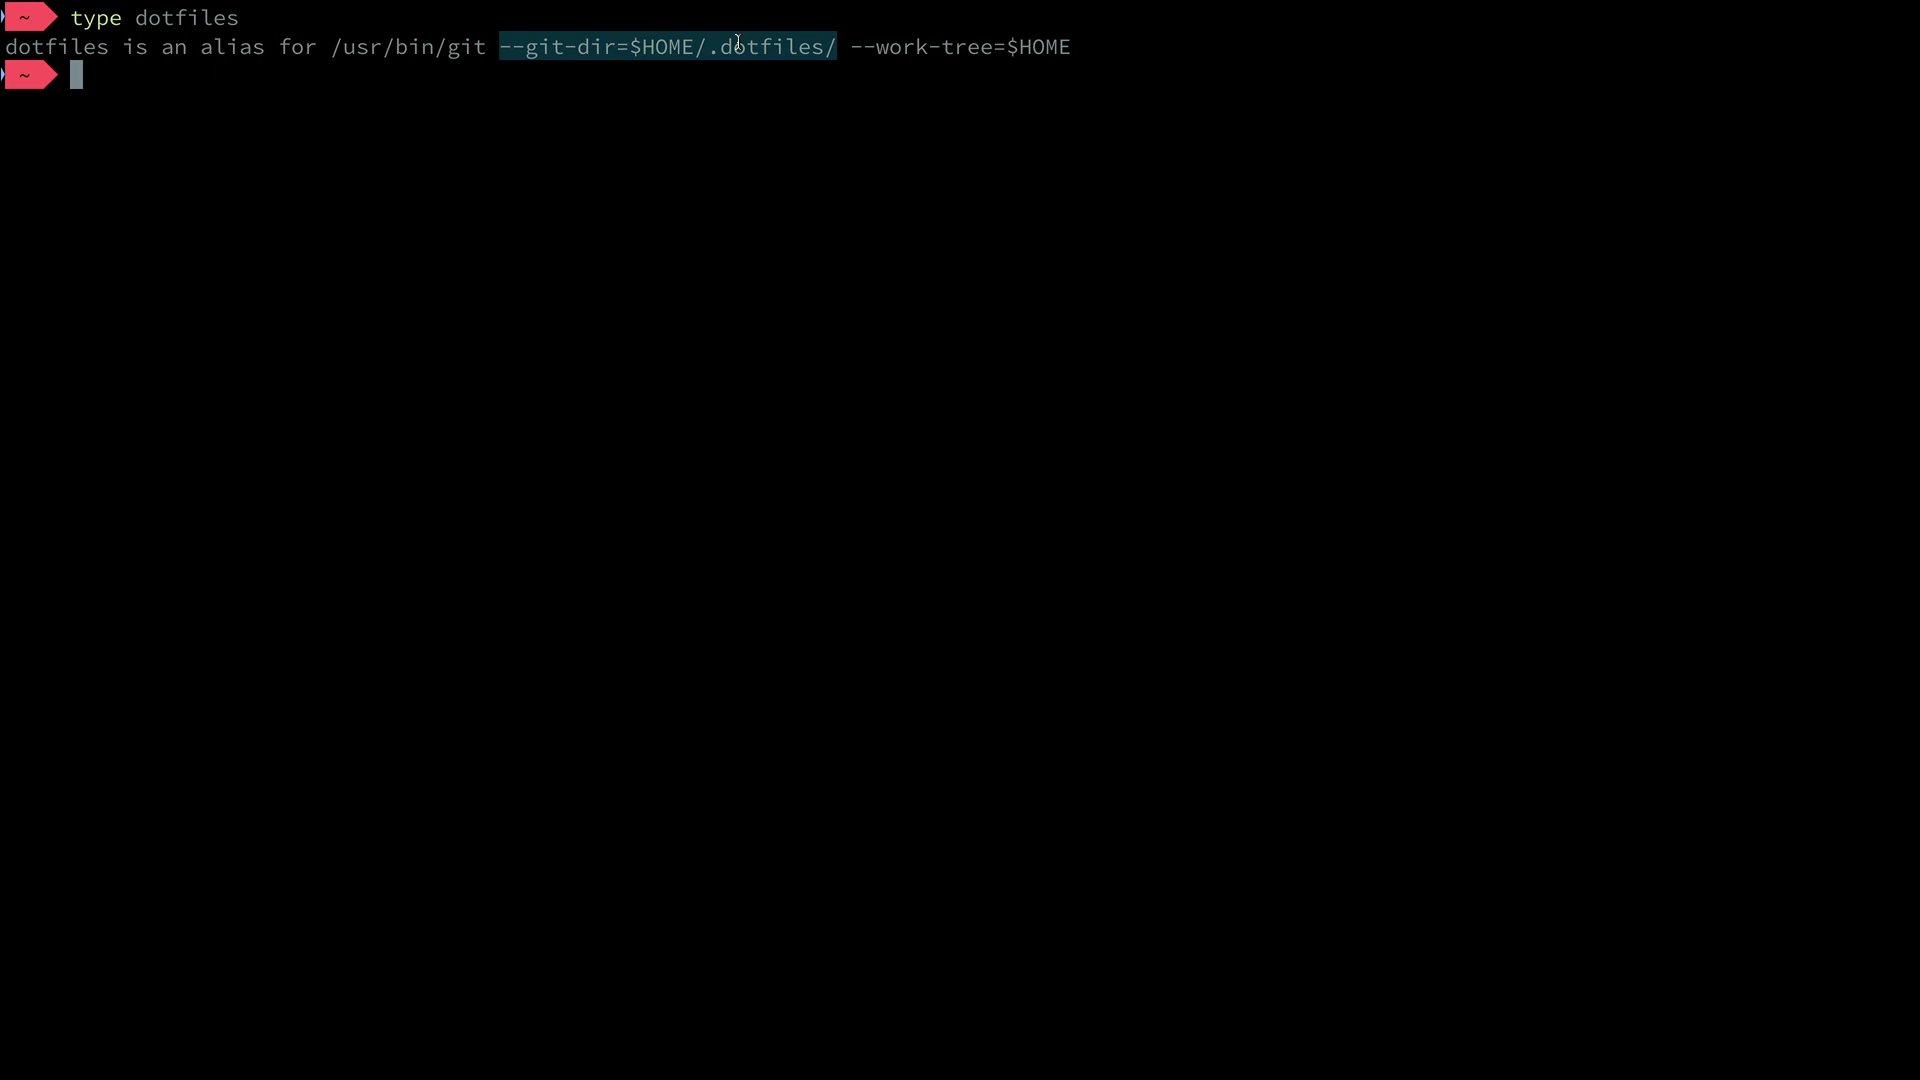 ~ type dotfiles
dotfiles is an alias for /usr/bin/git --git-dir=$HOME/.dotfiles/ --work-tree=$HOME
~